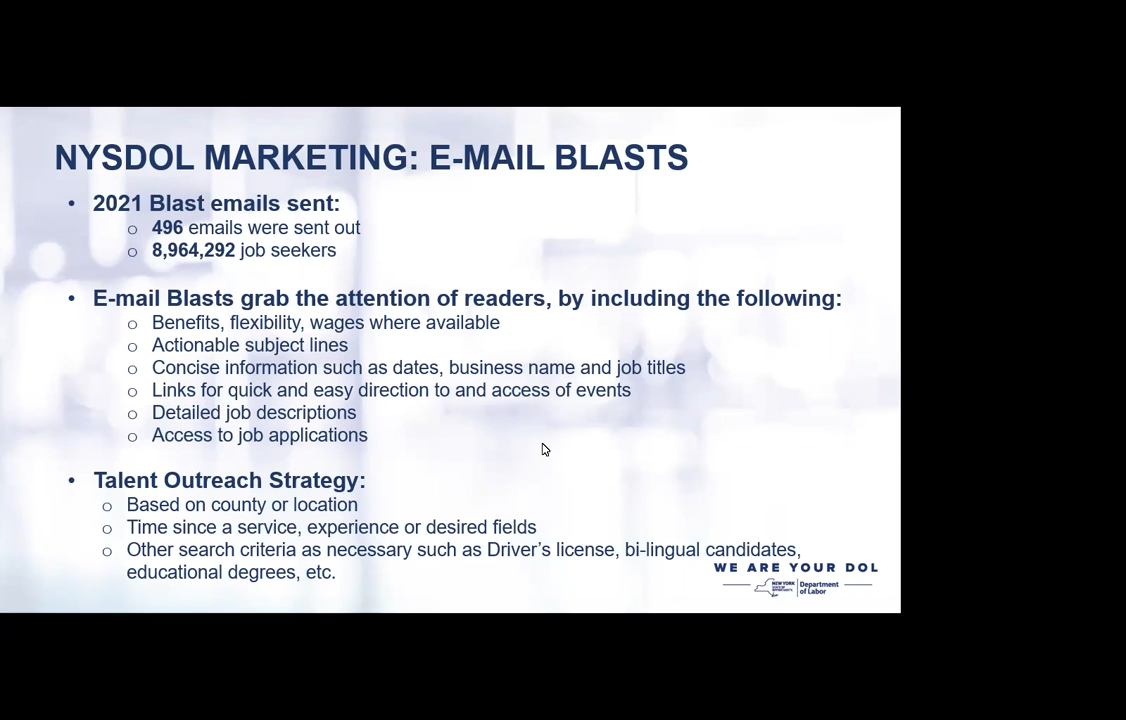 NYSDOL MARKETING: E-MAIL BLASTS
• 2021 Blast emails sent:
o 496 emails were sent out
o 8,964,292 job seekers
• E-mail Blasts grab the attention of readers, by including the following:
o Benefits, flexibility, wages where available
o Actionable subject lines
o Concise information such as dates, business name and job titles
o Links for quick and easy direction to and access of events
o Detailed job descriptions
o Access to job applications
• Talent Outreach Strategy:
o Based on county or location
o Time since a service, experience or desired fields
o Other search criteria as necessary such as Driver's license, bi-lingual candidates,
educational degrees, etc.
WE ARE YOUR DOL
NEW YORK
Department
of Labor